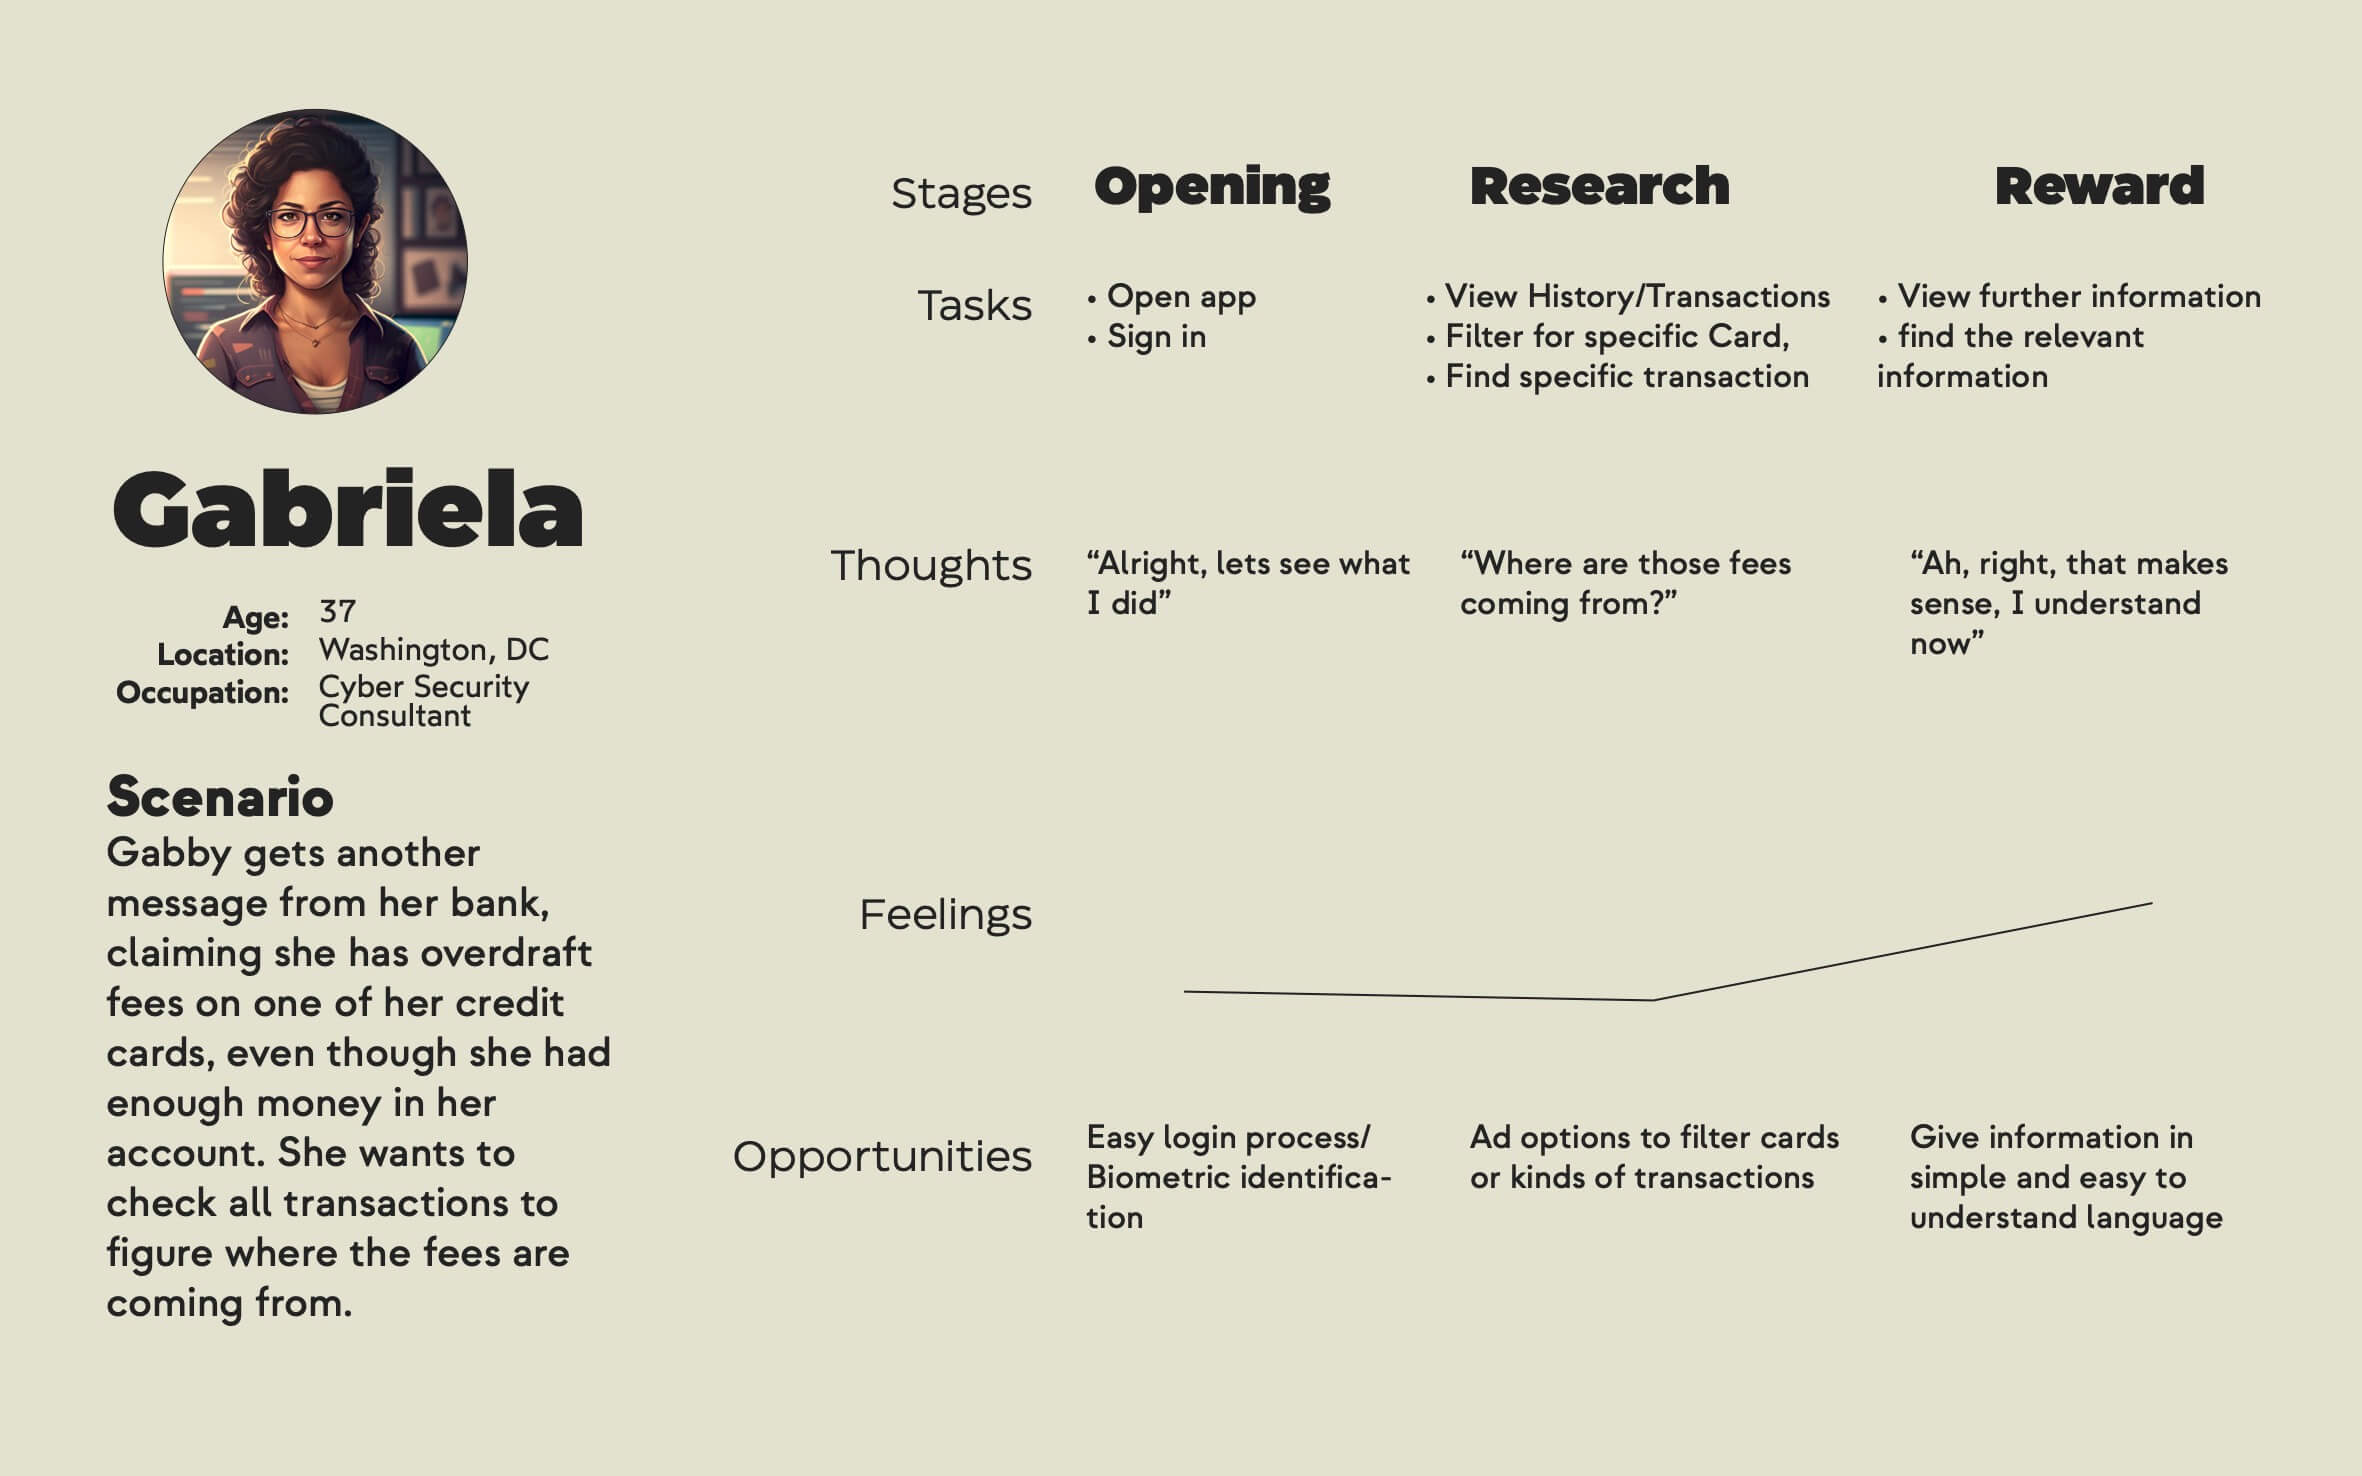 Gabriela
Age: 37
Location: Washington, DC
Occupation: Cyber Security
Consultant
Scenario
Gabby gets another
message from her bank,
claiming she has overdraft
fees on one of her credit
cards, even though she had
enough money in her
account. She wants to
check all transactions to
figure where the fees are
coming from.
Stages
Opening
Research
Reward
Tasks
• Open app
• Sign in
• View History/Transactions
• Filter for specific Card,
• Find specific transaction
• View further information
• find the relevant
information
Thoughts
“Alright, lets see what
I did”
“Where are those fees
coming from?”
“Ah, right, that makes
sense, I understand
now”
Feelings
Opportunities
Easy login process/
Biometric identifica-
tion
Ad options to filter cards
or kinds of transactions
Give information in
simple and easy to
understand language